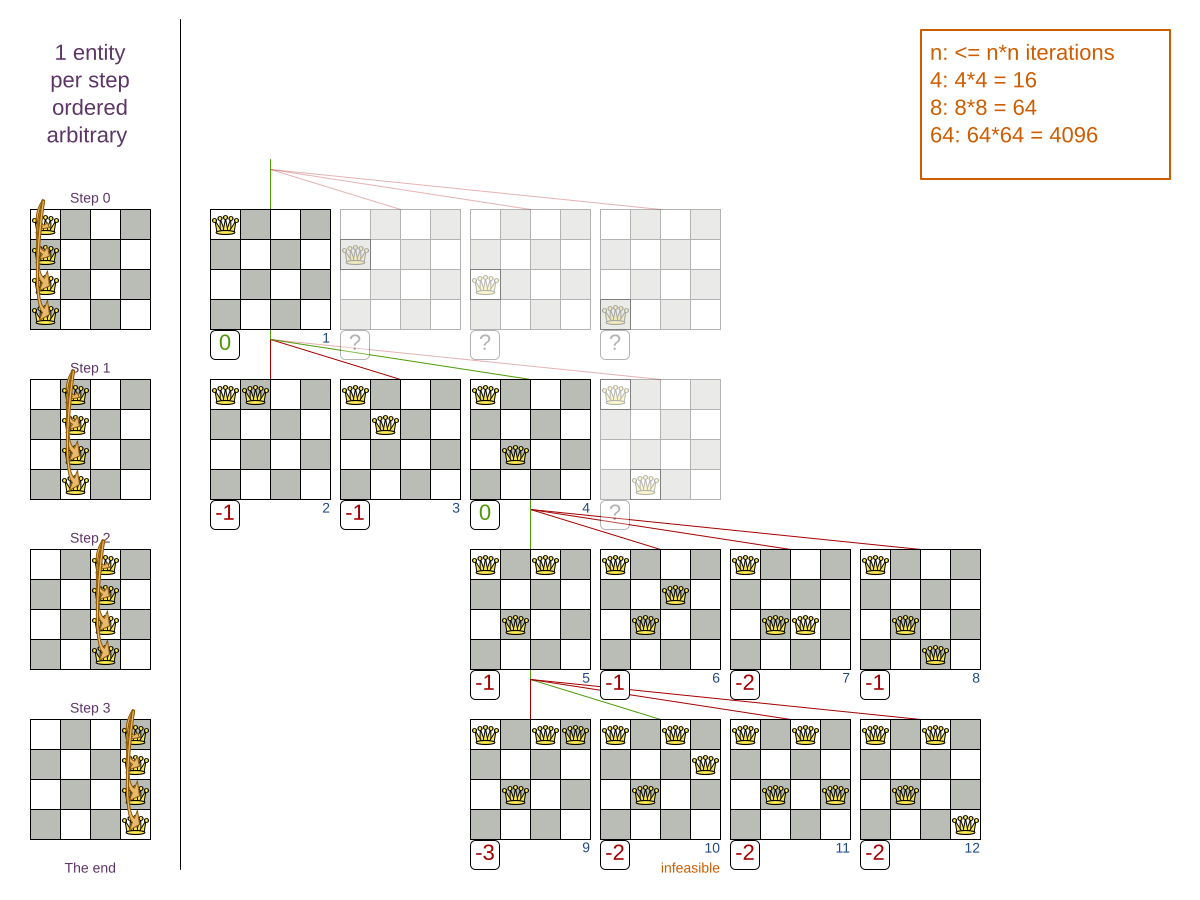 1 entity
per step
ordered
arbitrary
n: <= n*n iterations
4: 4*4 = 16
8: 8*8 = 64
64: 64*64 = 4096
Step 0
0
1
?
?
?
Step 1
-1
2
-1
3
0
4
?
Step 2
-1
5
-1
6
-2
7
-1
8
Step 3
-3
9
-2
10
-2
11
-2
12
The end
infeasible